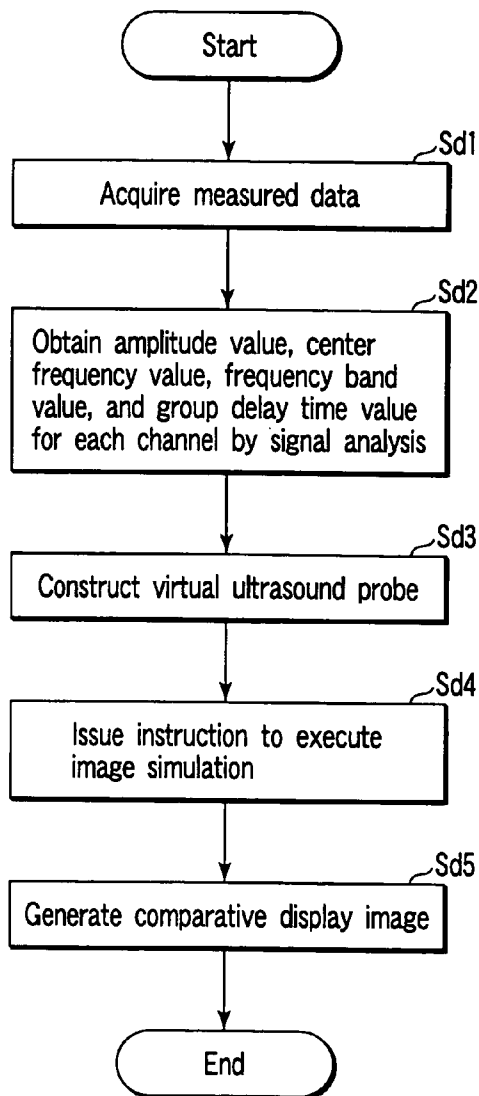 Start
Sd1
Acquire measured data
Sd2
Obtain amplitude value, center
frequency value, frequency band
value, and group delay time value
for each channel by signal analysis
Sd3
Construct virtual ultrasound probe
Sd4
Issue instruction to execute
image simulation
Sd5
Generate comparative display image
End